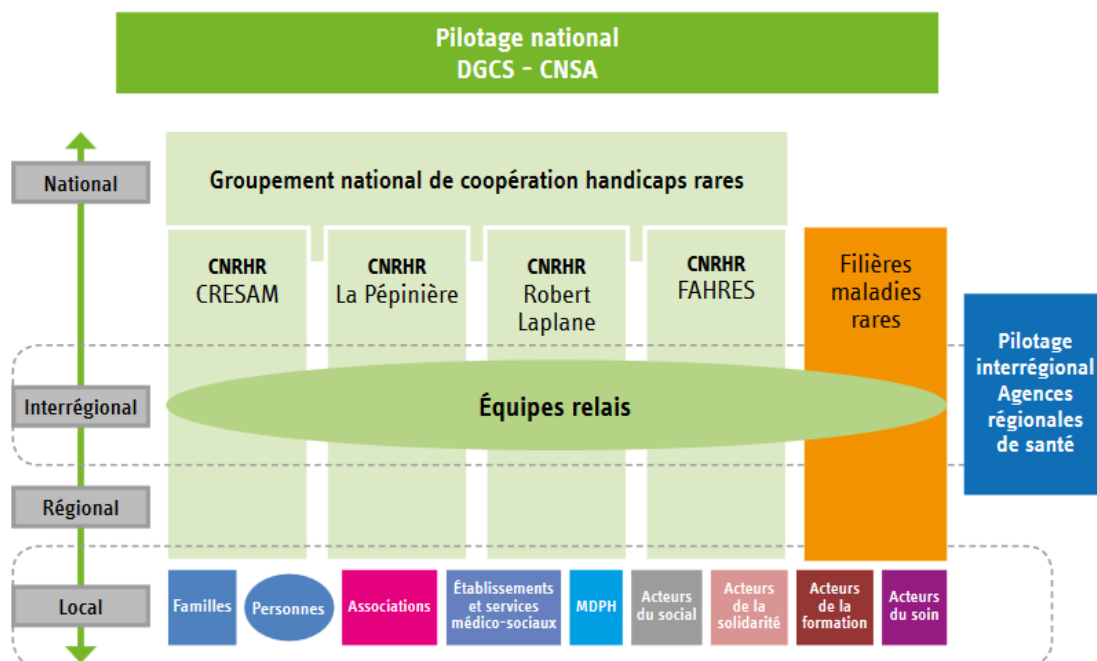 Pilotage national
DGCS - CNSA
National
Groupement national de coopération handicaps rares
CNRHR
CRESAM
CNRHR
La Pépinière
CNRHR
Robert
Laplane
CNRHR
FAHRES
Filières
maladies
rares
Pilotage
interrégional
Agences
régionales
de santé
Interrégional
Équipes relais
Régional
Local
Familles
Personnes
Associations
Établissements
et services
médico-sociaux
MDPH
Acteurs
du social
Acteurs
de la
solidarité
Acteurs
de la
formation
Acteurs
du soin